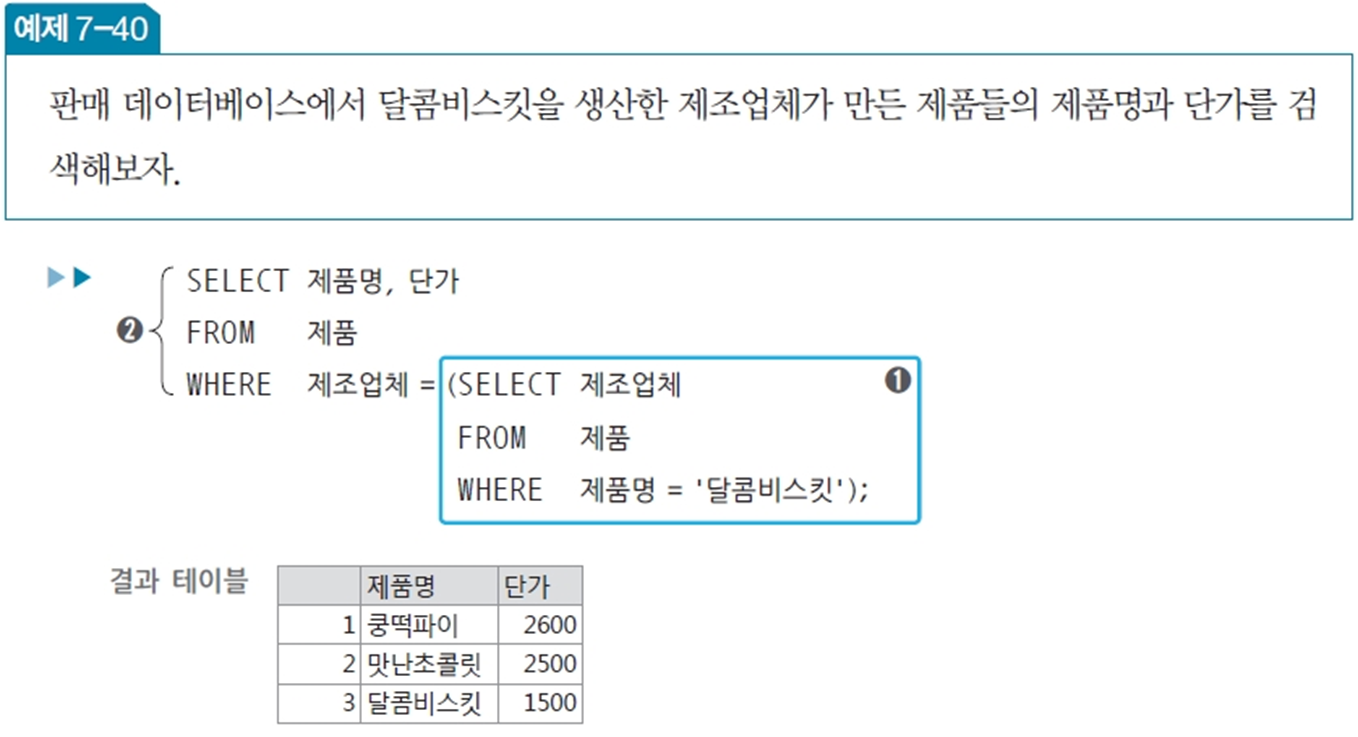 예제 7-40
판매 데이터베이스에서 달콤비스킷을 생산한 제조업체가 만든 제품들의 제품명과 단가를 검
색해보자.
SELECT 제품명, 단가
❷ FROM 제품
WHERE 제조업체 = (SELECT 제조업체 ❶
FROM 제품
WHERE 제품명 = '달콤비스킷');
결과 테이블
제품명 단가
1 쿵떡파이 2600
2 맛난초콜릿 2500
3 달콤비스킷 1500